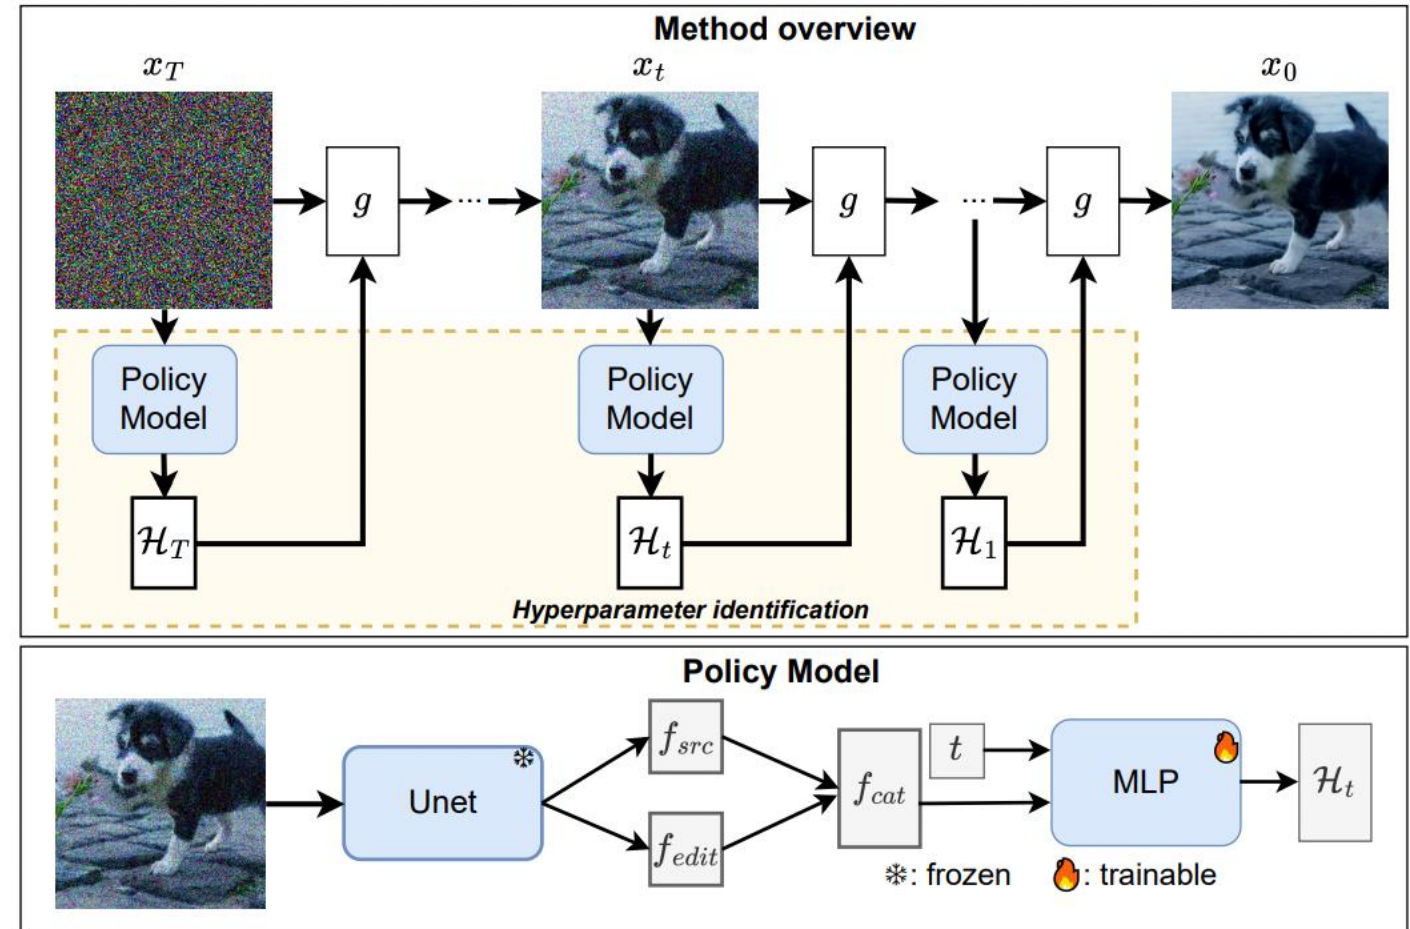 Method overview
x_T x_t x_0
g ... g ... g
Policy Model Policy Model Policy Model
ℋ_T ℋ_t ℋ_1
Hyperparameter identification
Policy Model
Unet
f_src
f_edit
f_cat
t
MLP
ℋ_t
❄: frozen 🔥: trainable